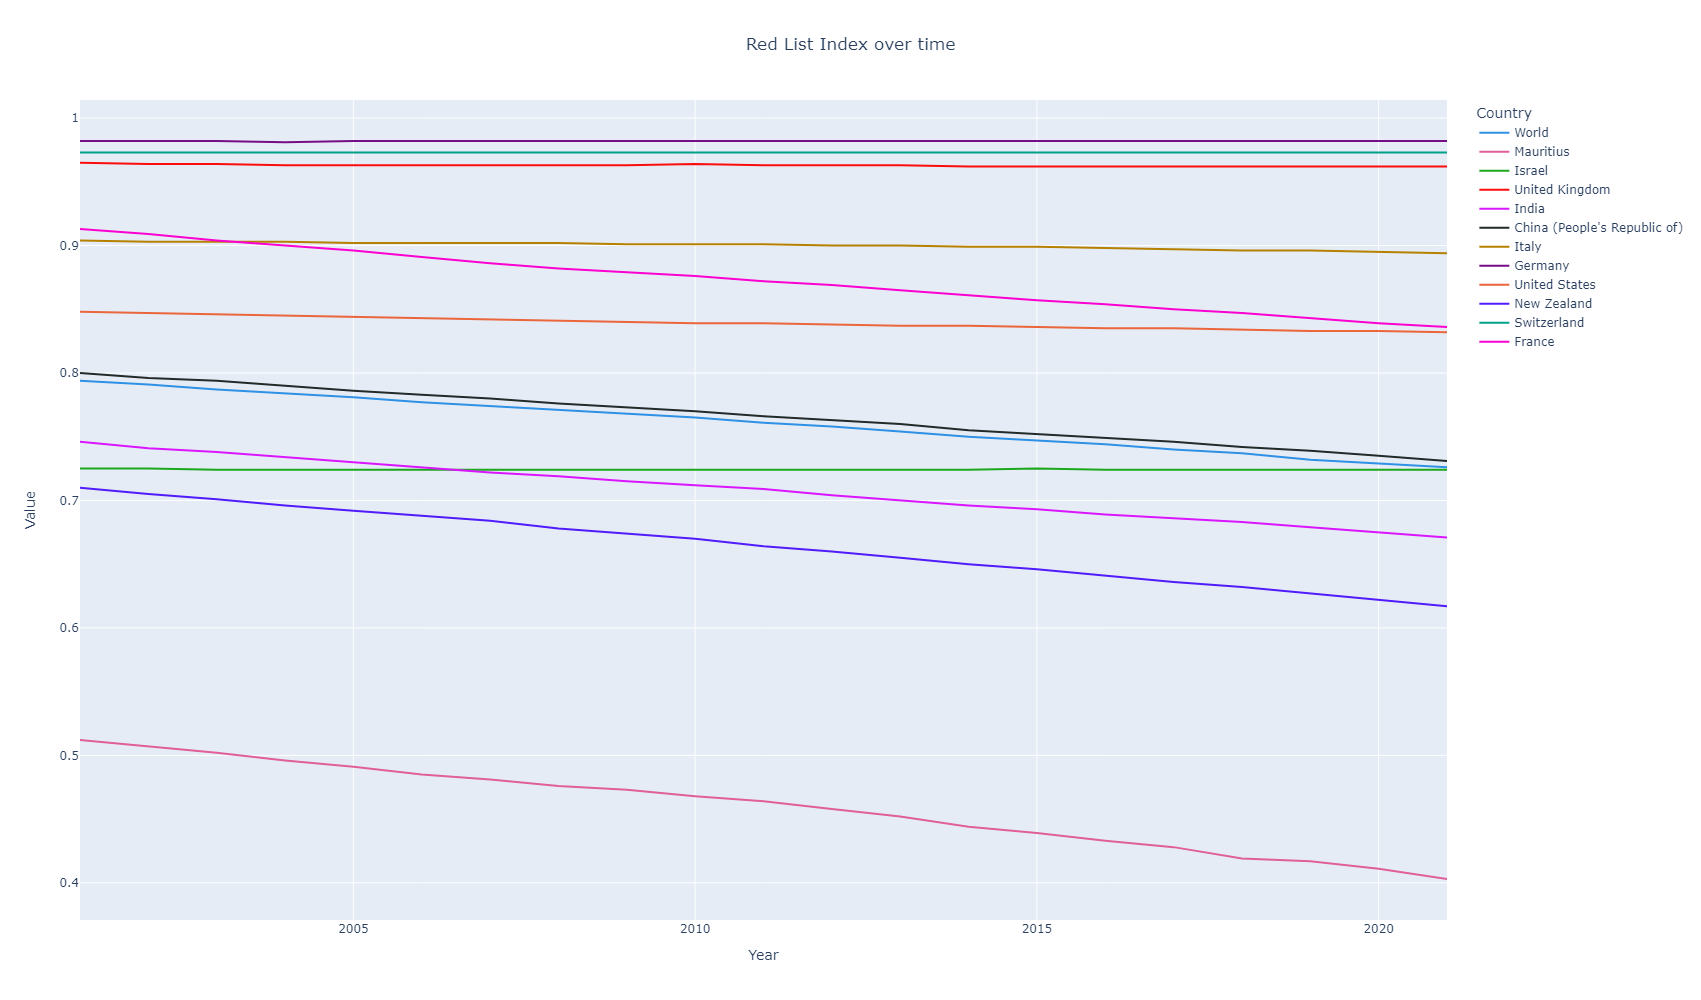 Red List Index over time
Country
World
Mauritius
Israel
United Kingdom
India
China (People's Republic of)
Italy
Germany
United States
New Zealand
Switzerland
France
1
0.9
0.8
0.7
0.6
0.5
0.4
Value
2005
2010
2015
2020
Year